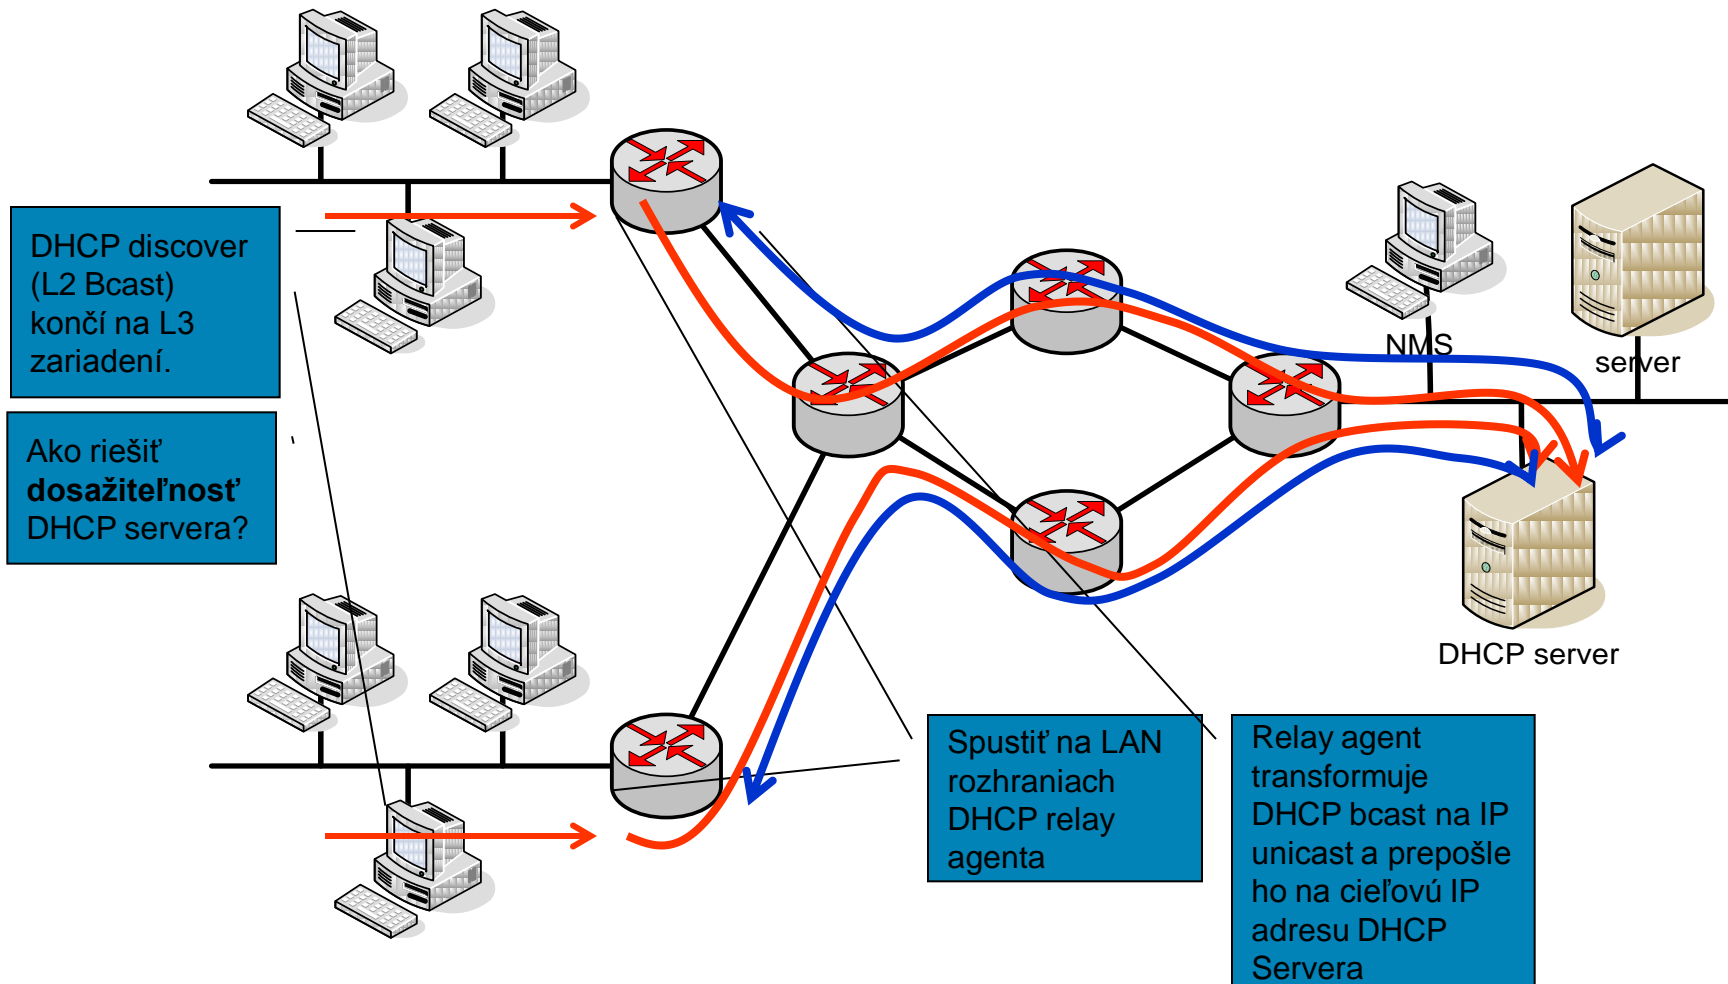 DHCP discover
(L2 Bcast)
končí na L3
zariadení.
Ako riešiť
dosažiteľnosť
DHCP servera?
NMS
server
DHCP server
Spustiť na LAN
rozhraniach
DHCP relay
agenta
Relay agent
transformuje
DHCP bcast na IP
unicast a prepošle
ho na cieľovú IP
adresu DHCP
Servera